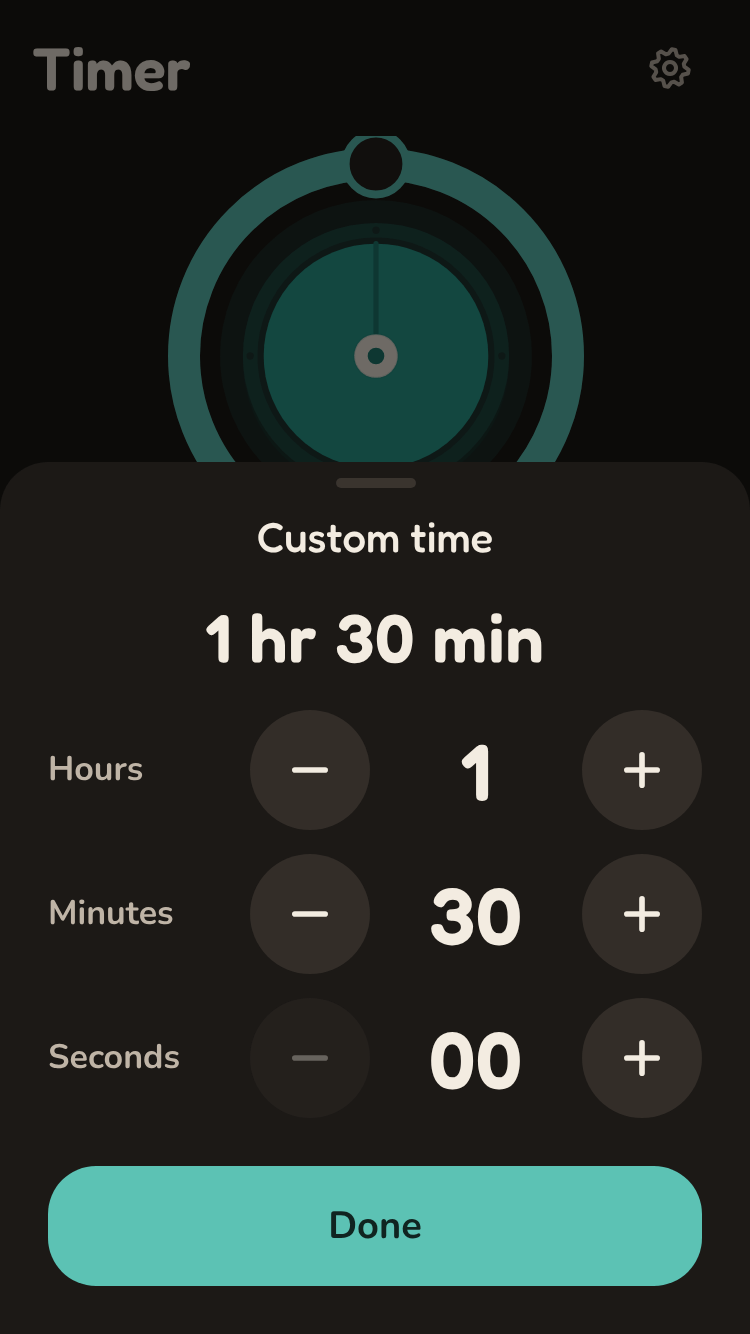 Timer
Custom time
1 hr 30 min
Hours
1
Minutes
30
Seconds
00
Done